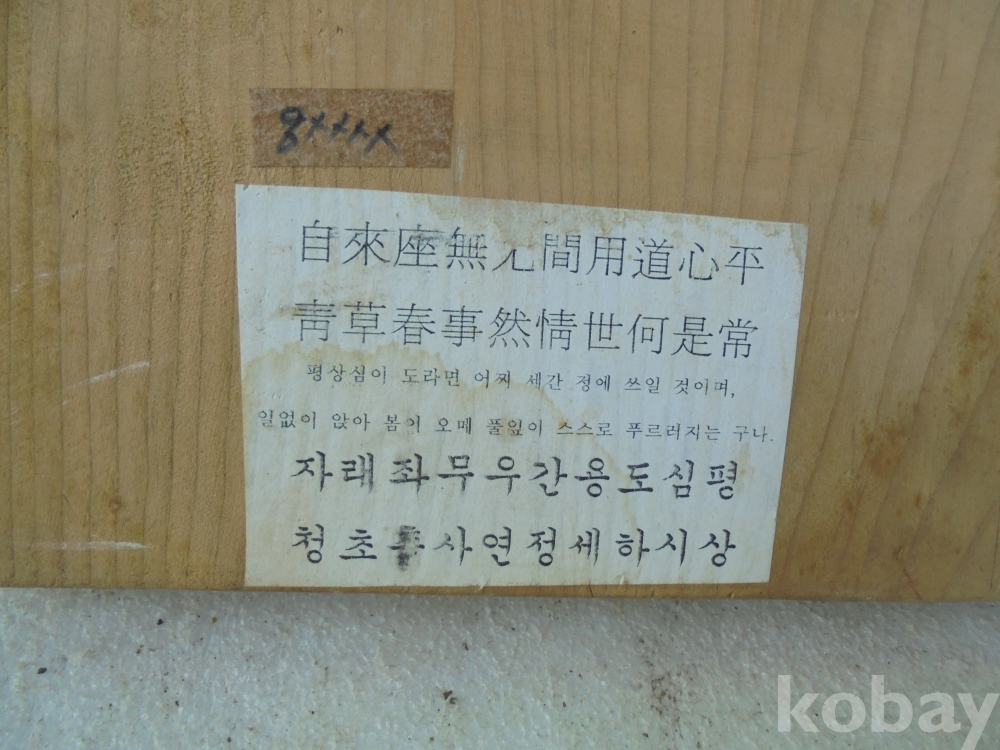 8××××
自來座無尤間用道心平
靑草春事然情世何是常
평상심이 도라면 어찌 세간 정에 쓰일 것이며,
일없이 앉아 봄이 오매 풀잎이 스스로 푸르러지는 구나.
자래좌무우간용도심평
청초춘사연정세하시상
kobay